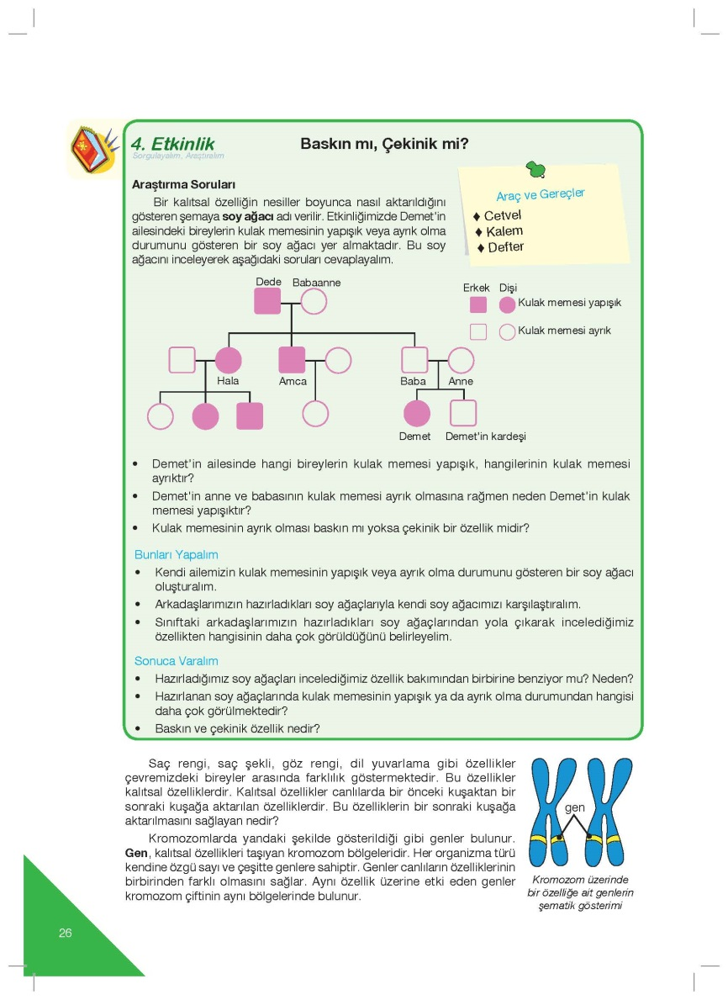 4. Etkinlik
Sorgulayalım, Araştıralım
Baskın mı, Çekinik mi?
Araştırma Soruları
Bir kalıtsal özelliğin nesiller boyunca nasıl aktarıldığını
gösteren şemaya soy ağacı adı verilir. Etkinliğimizde Demet'in
ailesindeki bireylerin kulak memesinin yapışık veya ayrık olma
durumunu gösteren bir soy ağacı yer almaktadır. Bu soy
ağacını inceleyerek aşağıdaki soruları cevaplayalım.
Araç ve Gereçler
♦ Cetvel
♦ Kalem
♦ Defter
Dede Babaanne
Erkek Dişi
Kulak memesi yapışık
Kulak memesi ayrık
Hala Amca Baba Anne
Demet Demet'in kardeşi
• Demet'in ailesinde hangi bireylerin kulak memesi yapışık, hangilerinin kulak memesi
ayrıktır?
• Demet'in anne ve babasının kulak memesi ayrık olmasına rağmen neden Demet'in kulak
memesi yapışıktır?
• Kulak memesinin ayrık olması baskın mı yoksa çekinik bir özellik midir?
Bunları Yapalım
• Kendi ailemizin kulak memesinin yapışık veya ayrık olma durumunu gösteren bir soy ağacı
oluşturalım.
• Arkadaşlarımızın hazırladıkları soy ağaçlarıyla kendi soy ağacımızı karşılaştıralım.
• Sınıftaki arkadaşlarımızın hazırladıkları soy ağaçlarından yola çıkarak incelediğimiz
özellikten hangisinin daha çok görüldüğünü belirleyelim.
Sonuca Varalım
• Hazırladığımız soy ağaçları incelediğimiz özellik bakımından birbirine benziyor mu? Neden?
• Hazırlanan soy ağaçlarında kulak memesinin yapışık ya da ayrık olma durumundan hangisi
daha çok görülmektedir?
• Baskın ve çekinik özellik nedir?
Saç rengi, saç şekli, göz rengi, dil yuvarlama gibi özellikler
çevremizdeki bireyler arasında farklılık göstermektedir. Bu özellikler
kalıtsal özelliklerdir. Kalıtsal özellikler canlılarda bir önceki kuşaktan bir
sonraki kuşağa aktarılan özelliklerdir. Bu özelliklerin bir sonraki kuşağa
aktarılmasını sağlayan nedir?
Kromozomlarda yandaki şekilde gösterildiği gibi genler bulunur.
Gen, kalıtsal özellikleri taşıyan kromozom bölgeleridir. Her organizma türü
kendine özgü sayı ve çeşitte genlere sahiptir. Genler canlıların özelliklerinin
birbirinden farklı olmasını sağlar. Aynı özellik üzerine etki eden genler
kromozom çiftinin aynı bölgelerinde bulunur.
gen
Kromozom üzerinde
bir özelliğe ait genlerin
şematik gösterimi
26